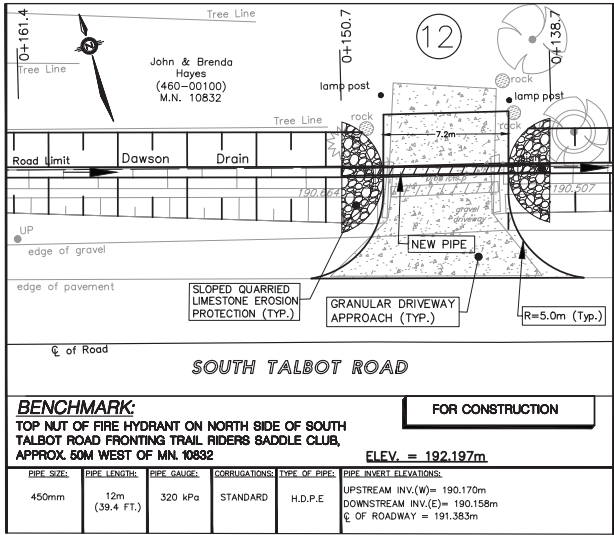 0+161.4
0+150.7
0+138.7
Tree Line
12
N
John & Brenda
Hayes
(460-00100)
M.N. 10832
Tree Line
lamp post
rock
lamp post
rock
rock
Tree Line
7.2m
Road Limit
Dawson
Drain
190.664
190.507
gravel
driveway
UP
edge of gravel
NEW PIPE
edge of pavement
SLOPED QUARRIED
LIMESTONE EROSION
PROTECTION (TYP.)
GRANULAR DRIVEWAY
APPROACH (TYP.)
R=5.0m (Typ.)
℄ of Road
SOUTH TALBOT ROAD
BENCHMARK:
TOP NUT OF FIRE HYDRANT ON NORTH SIDE OF SOUTH
TALBOT ROAD FRONTING TRAIL RIDERS SADDLE CLUB,
APPROX. 50M WEST OF MN. 10832
FOR CONSTRUCTION
ELEV. = 192.197m
PIPE SIZE: PIPE LENGTH: PIPE GAUGE: CORRUGATIONS: TYPE OF PIPE: PIPE INVERT ELEVATIONS:
450mm
12m
(39.4 FT.)
320 kPa
STANDARD
H.D.P.E
UPSTREAM INV.(W)= 190.170m
DOWNSTREAM INV.(E)= 190.158m
℄ OF ROADWAY = 191.383m